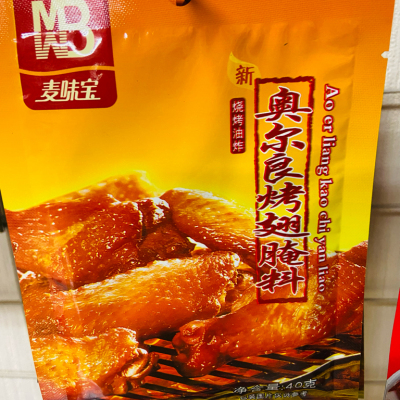 MWB
麦味宝
新
烧烤油炸
奥尔良烤翅腌料
Ao er liang kao chi yan liao
净含量:40克